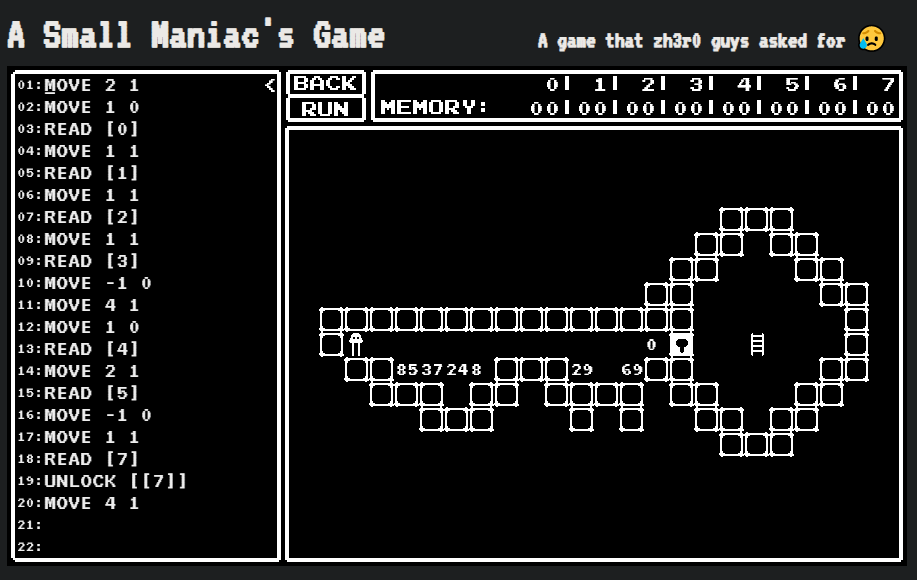 A Small Maniac's Game
A game that zh3r0 guys asked for 😥
01:MOVE 2 1 <
02:MOVE 1 0
03:READ [0]
04:MOVE 1 1
05:READ [1]
06:MOVE 1 1
07:READ [2]
08:MOVE 1 1
09:READ [3]
10:MOVE -1 0
11:MOVE 4 1
12:MOVE 1 0
13:READ [4]
14:MOVE 2 1
15:READ [5]
16:MOVE -1 0
17:MOVE 1 1
18:READ [7]
19:UNLOCK [[7]]
20:MOVE 4 1
21:
22:
BACK
RUN
0| 1| 2| 3| 4| 5| 6| 7
MEMORY: 00|00|00|00|00|00|00|00
0
85 37 24 8 29 69